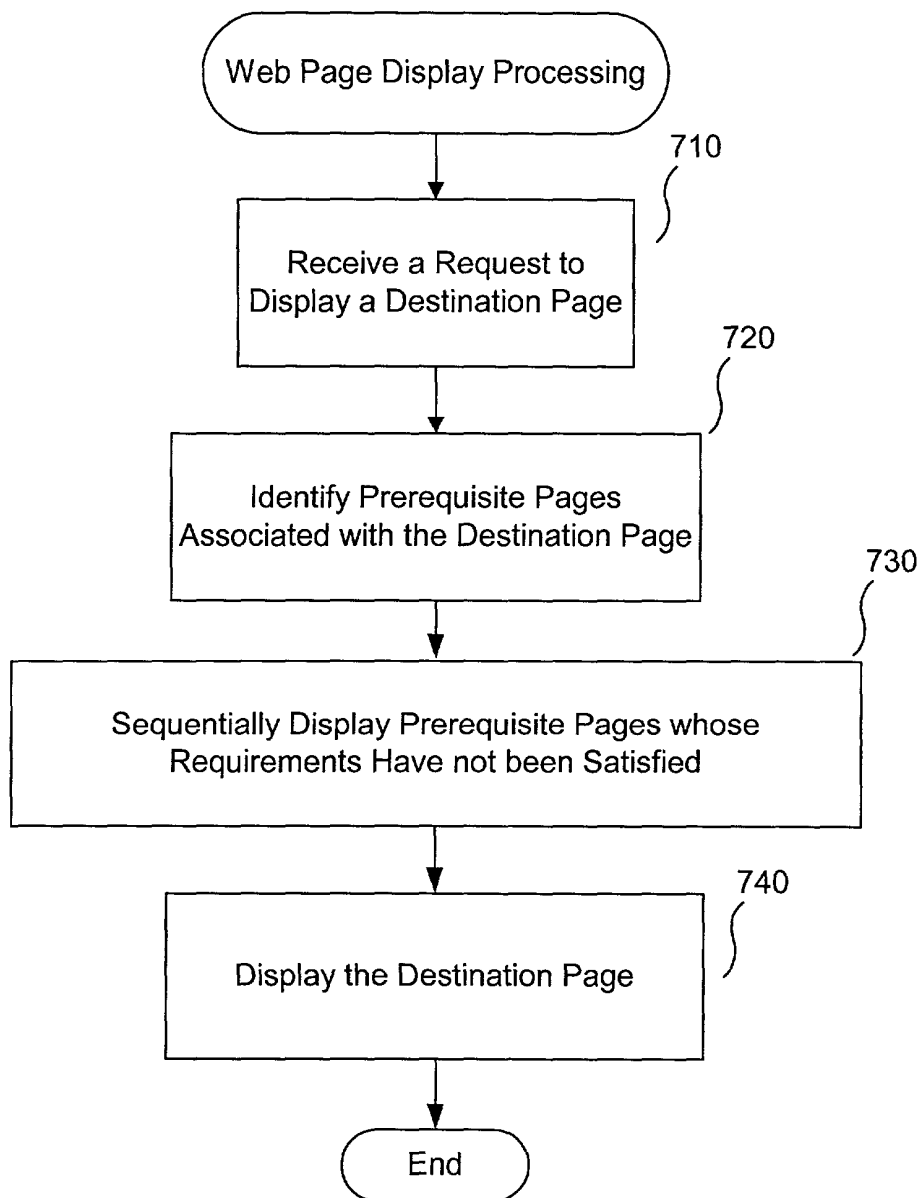 Web Page Display Processing
710
Receive a Request to
Display a Destination Page
720
Identify Prerequisite Pages
Associated with the Destination Page
730
Sequentially Display Prerequisite Pages whose
Requirements Have not been Satisfied
740
Display the Destination Page
End